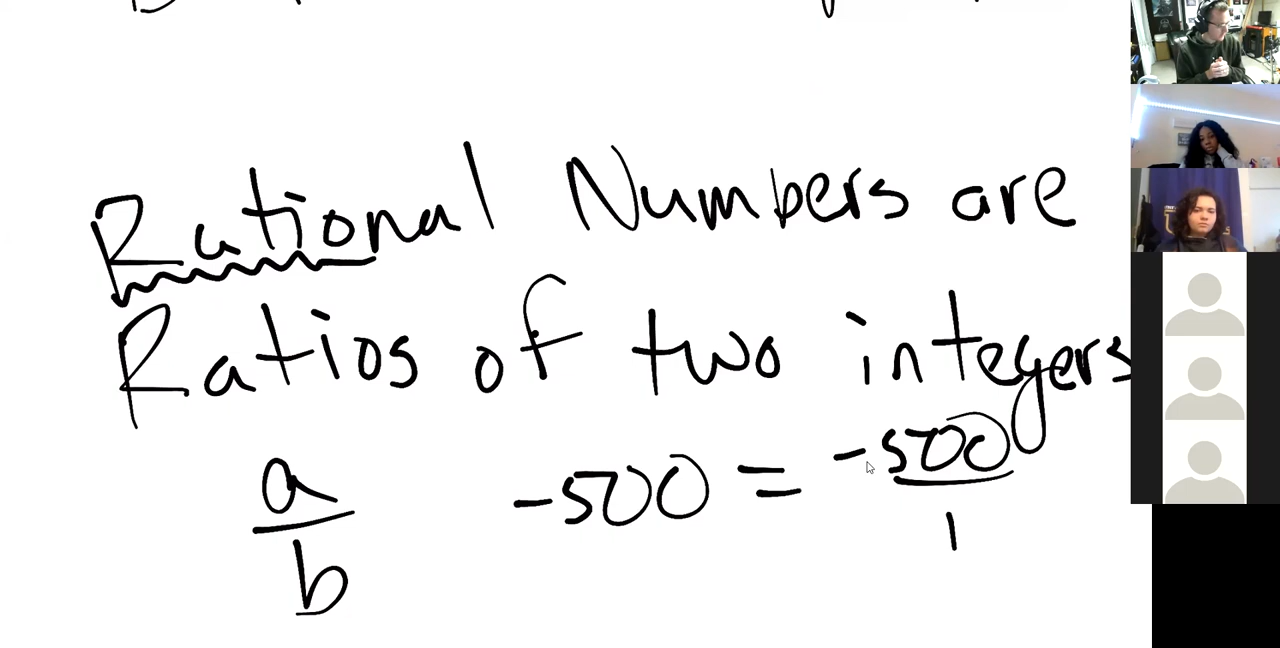 Rational Numbers are
Ratios of two integers
a/b -500 = -500/1